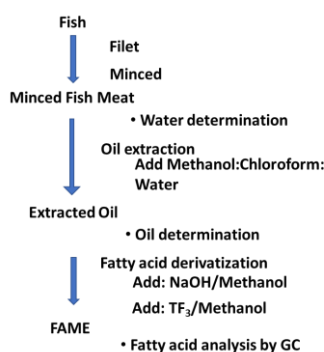 Fish
Filet
Minced
Minced Fish Meat
• Water determination
Oil extraction
Add Methanol:Chloroform:
Water
Extracted Oil
• Oil determination
Fatty acid derivatization
Add: NaOH/Methanol
Add: TF₃/Methanol
FAME
• Fatty acid analysis by GC